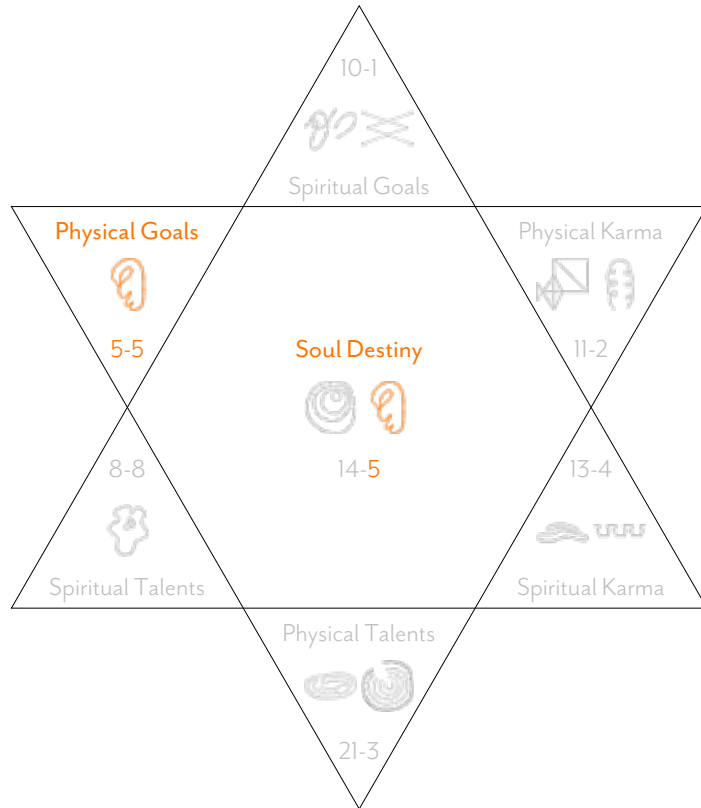 10-1
Spiritual Goals
Physical Goals
5-5
Physical Karma
11-2
Soul Destiny
14-5
8-8
Spiritual Talents
13-4
Spiritual Karma
Physical Talents
21-3